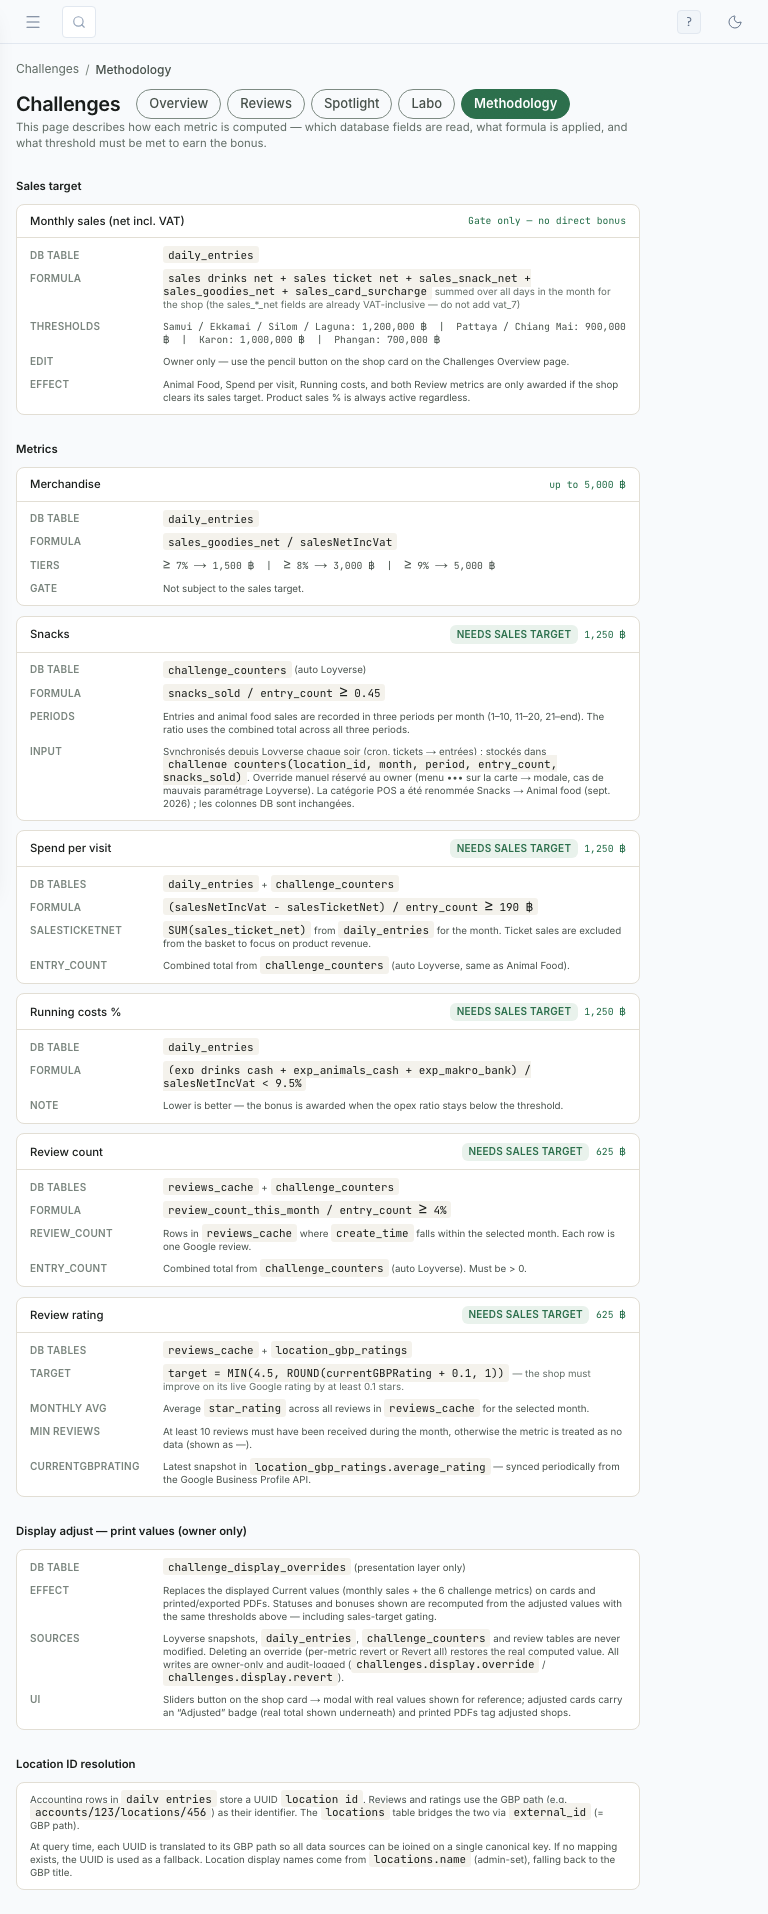 ?
Challenges / Methodology
Challenges Overview Reviews Spotlight Labo Methodology
This page describes how each metric is computed — which database fields are read, what formula is applied, and
what threshold must be met to earn the bonus.
Sales target
Monthly sales (net incl. VAT) Gate only — no direct bonus
DB TABLE daily_entries
FORMULA sales drinks net + sales ticket net + sales_snack_net +
sales_goodies_net + sales_card_surcharge summed over all days in the month for
the shop (the sales_*_net fields are already VAT-inclusive — do not add vat_7)
THRESHOLDS Samui / Ekkamai / Silom / Laguna: 1,200,000 ฿ | Pattaya / Chiang Mai: 900,000
฿ | Karon: 1,000,000 ฿ | Phangan: 700,000 ฿
EDIT Owner only — use the pencil button on the shop card on the Challenges Overview page.
EFFECT Animal Food, Spend per visit, Running costs, and both Review metrics are only awarded if the shop
clears its sales target. Product sales % is always active regardless.
Metrics
Merchandise up to 5,000 ฿
DB TABLE daily_entries
FORMULA sales_goodies_net / salesNetIncVat
TIERS ≥ 7% → 1,500 ฿ | ≥ 8% → 3,000 ฿ | ≥ 9% → 5,000 ฿
GATE Not subject to the sales target.
Snacks NEEDS SALES TARGET 1,250 ฿
DB TABLE challenge_counters (auto Loyverse)
FORMULA snacks_sold / entry_count ≥ 0.45
PERIODS Entries and animal food sales are recorded in three periods per month (1–10, 11–20, 21–end). The
ratio uses the combined total across all three periods.
INPUT Synchronisés depuis Loyverse chaque soir (cron, tickets → entrées) ; stockés dans
challenge counters(location_id, month, period, entry_count,
snacks_sold) . Override manuel réservé au owner (menu ••• sur la carte → modale, cas de
mauvais paramétrage Loyverse). La catégorie POS a été renommée Snacks → Animal food (sept.
2026) ; les colonnes DB sont inchangées.
Spend per visit NEEDS SALES TARGET 1,250 ฿
DB TABLES daily_entries + challenge_counters
FORMULA (salesNetIncVat - salesTicketNet) / entry_count ≥ 190 ฿
SALESTICKETNET SUM(sales_ticket_net) from daily_entries for the month. Ticket sales are excluded
from the basket to focus on product revenue.
ENTRY_COUNT Combined total from challenge_counters (auto Loyverse, same as Animal Food).
Running costs % NEEDS SALES TARGET 1,250 ฿
DB TABLE daily_entries
FORMULA (exp drinks cash + exp_animals_cash + exp_makro_bank) /
salesNetIncVat < 9.5%
NOTE Lower is better — the bonus is awarded when the opex ratio stays below the threshold.
Review count NEEDS SALES TARGET 625 ฿
DB TABLES reviews_cache + challenge_counters
FORMULA review_count_this_month / entry_count ≥ 4%
REVIEW_COUNT Rows in reviews_cache where create_time falls within the selected month. Each row is
one Google review.
ENTRY_COUNT Combined total from challenge_counters (auto Loyverse). Must be > 0.
Review rating NEEDS SALES TARGET 625 ฿
DB TABLES reviews_cache + location_gbp_ratings
TARGET target = MIN(4.5, ROUND(currentGBPRating + 0.1, 1)) — the shop must
improve on its live Google rating by at least 0.1 stars.
MONTHLY AVG Average star_rating across all reviews in reviews_cache for the selected month.
MIN REVIEWS At least 10 reviews must have been received during the month, otherwise the metric is treated as no
data (shown as —).
CURRENTGBPRATING Latest snapshot in location_gbp_ratings.average_rating — synced periodically from
the Google Business Profile API.
Display adjust — print values (owner only)
DB TABLE challenge_display_overrides (presentation layer only)
EFFECT Replaces the displayed Current values (monthly sales + the 6 challenge metrics) on cards and
printed/exported PDFs. Statuses and bonuses shown are recomputed from the adjusted values with
the same thresholds above — including sales-target gating.
SOURCES Loyverse snapshots, daily_entries , challenge_counters and review tables are never
modified. Deleting an override (per-metric revert or Revert all) restores the real computed value. All
writes are owner-only and audit-logged ( challenges.display.override /
challenges.display.revert ).
UI Sliders button on the shop card → modal with real values shown for reference; adjusted cards carry
an “Adjusted” badge (real total shown underneath) and printed PDFs tag adjusted shops.
Location ID resolution
Accounting rows in daily entries store a UUID location id . Reviews and ratings use the GBP path (e.g.
accounts/123/locations/456 ) as their identifier. The locations table bridges the two via external_id (=
GBP path).
At query time, each UUID is translated to its GBP path so all data sources can be joined on a single canonical key. If no mapping
exists, the UUID is used as a fallback. Location display names come from locations.name (admin-set), falling back to the
GBP title.